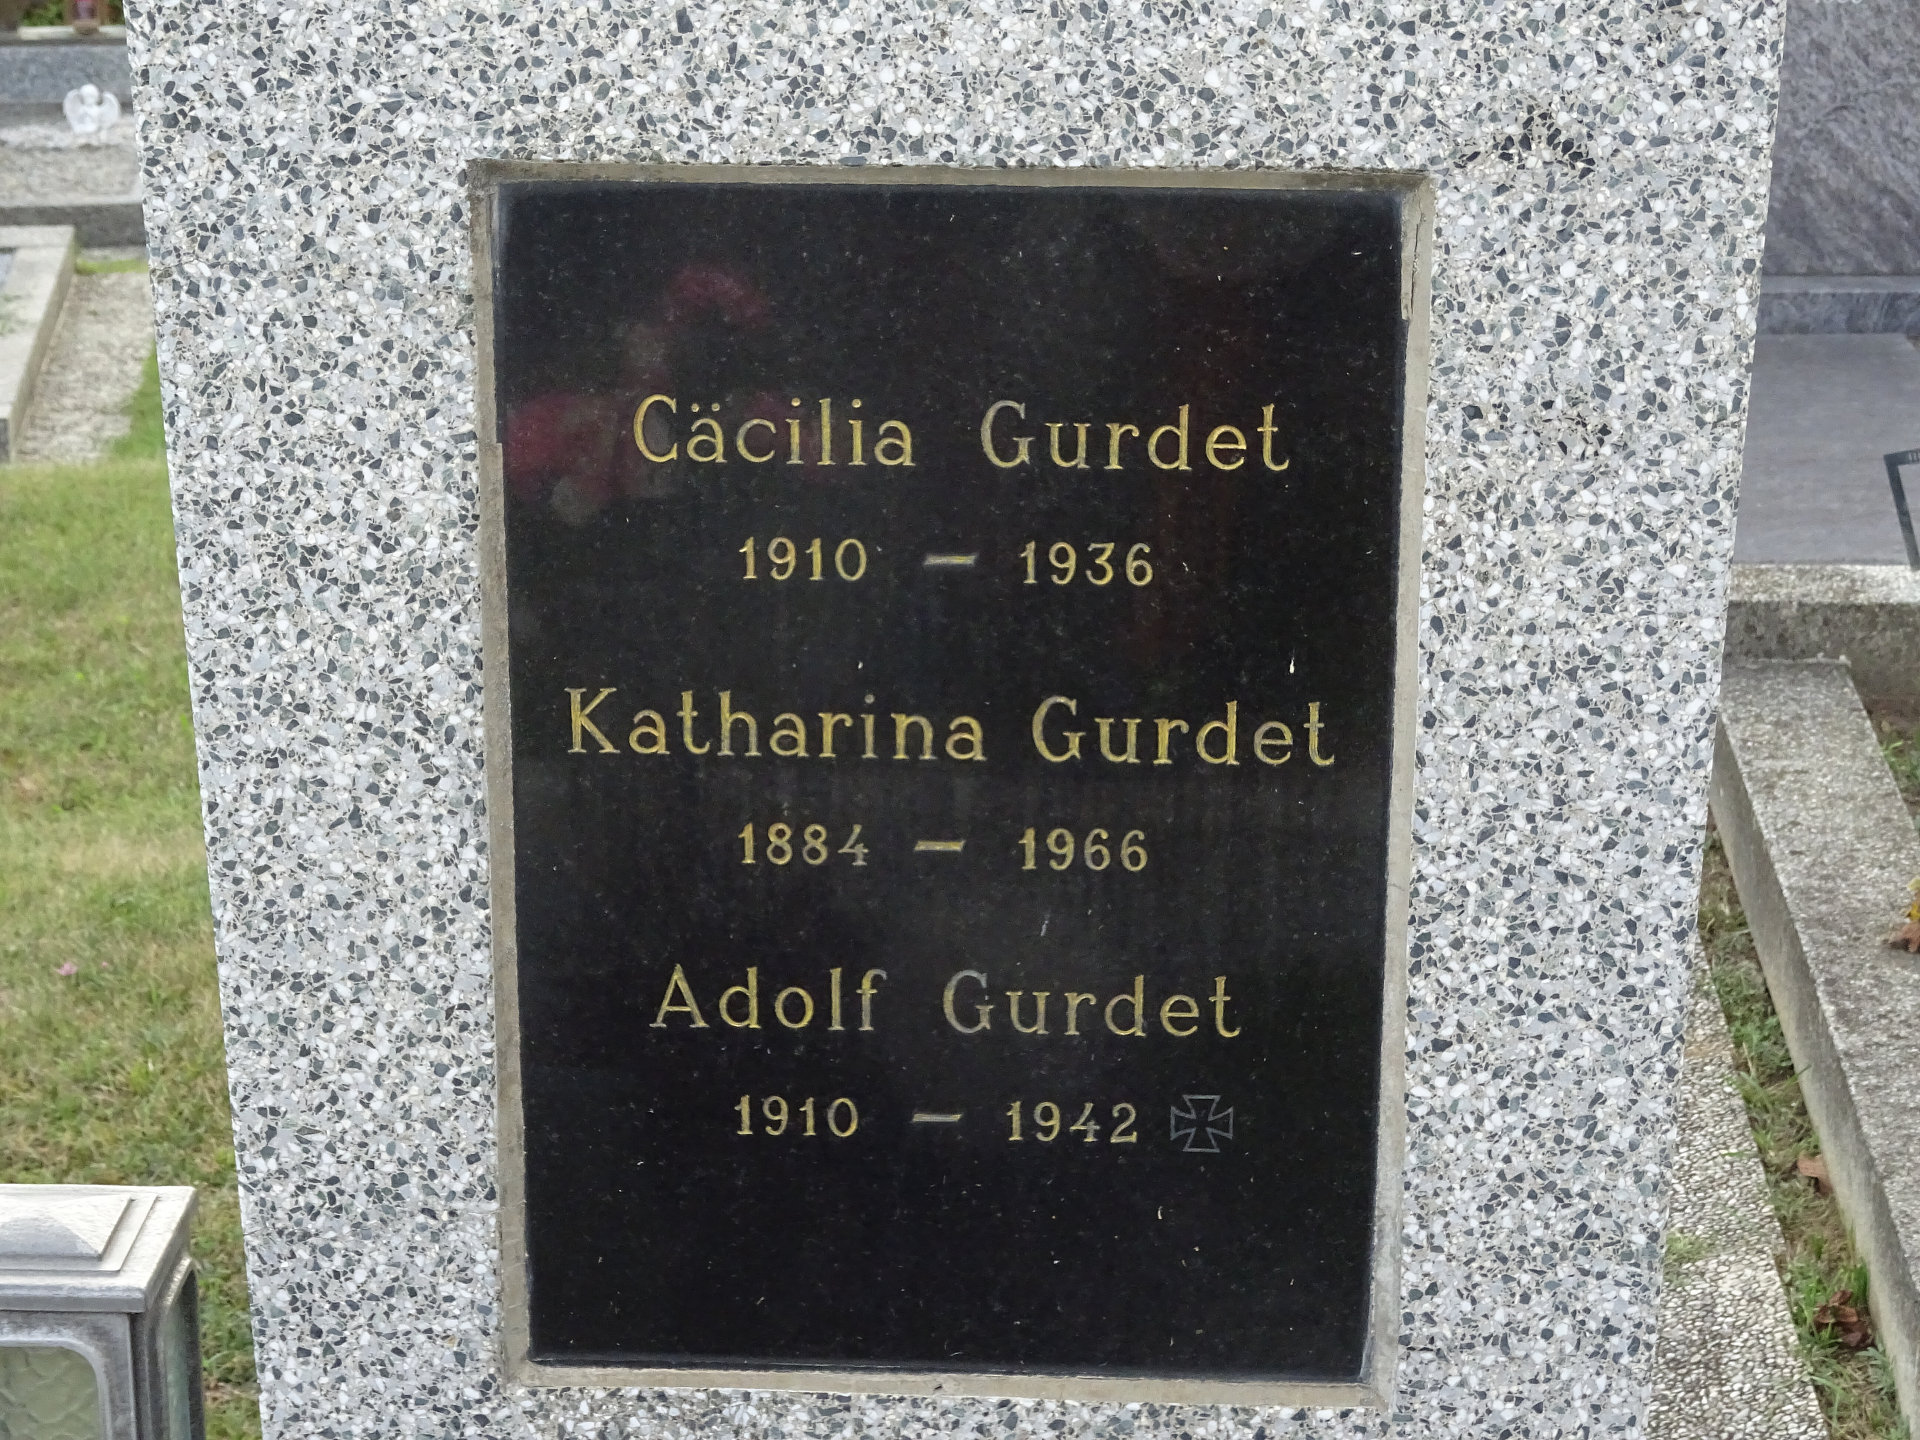 Cäcilia Gurdet
1910 – 1936
Katharina Gurdet
1884 – 1966
Adolf Gurdet
1910 – 1942